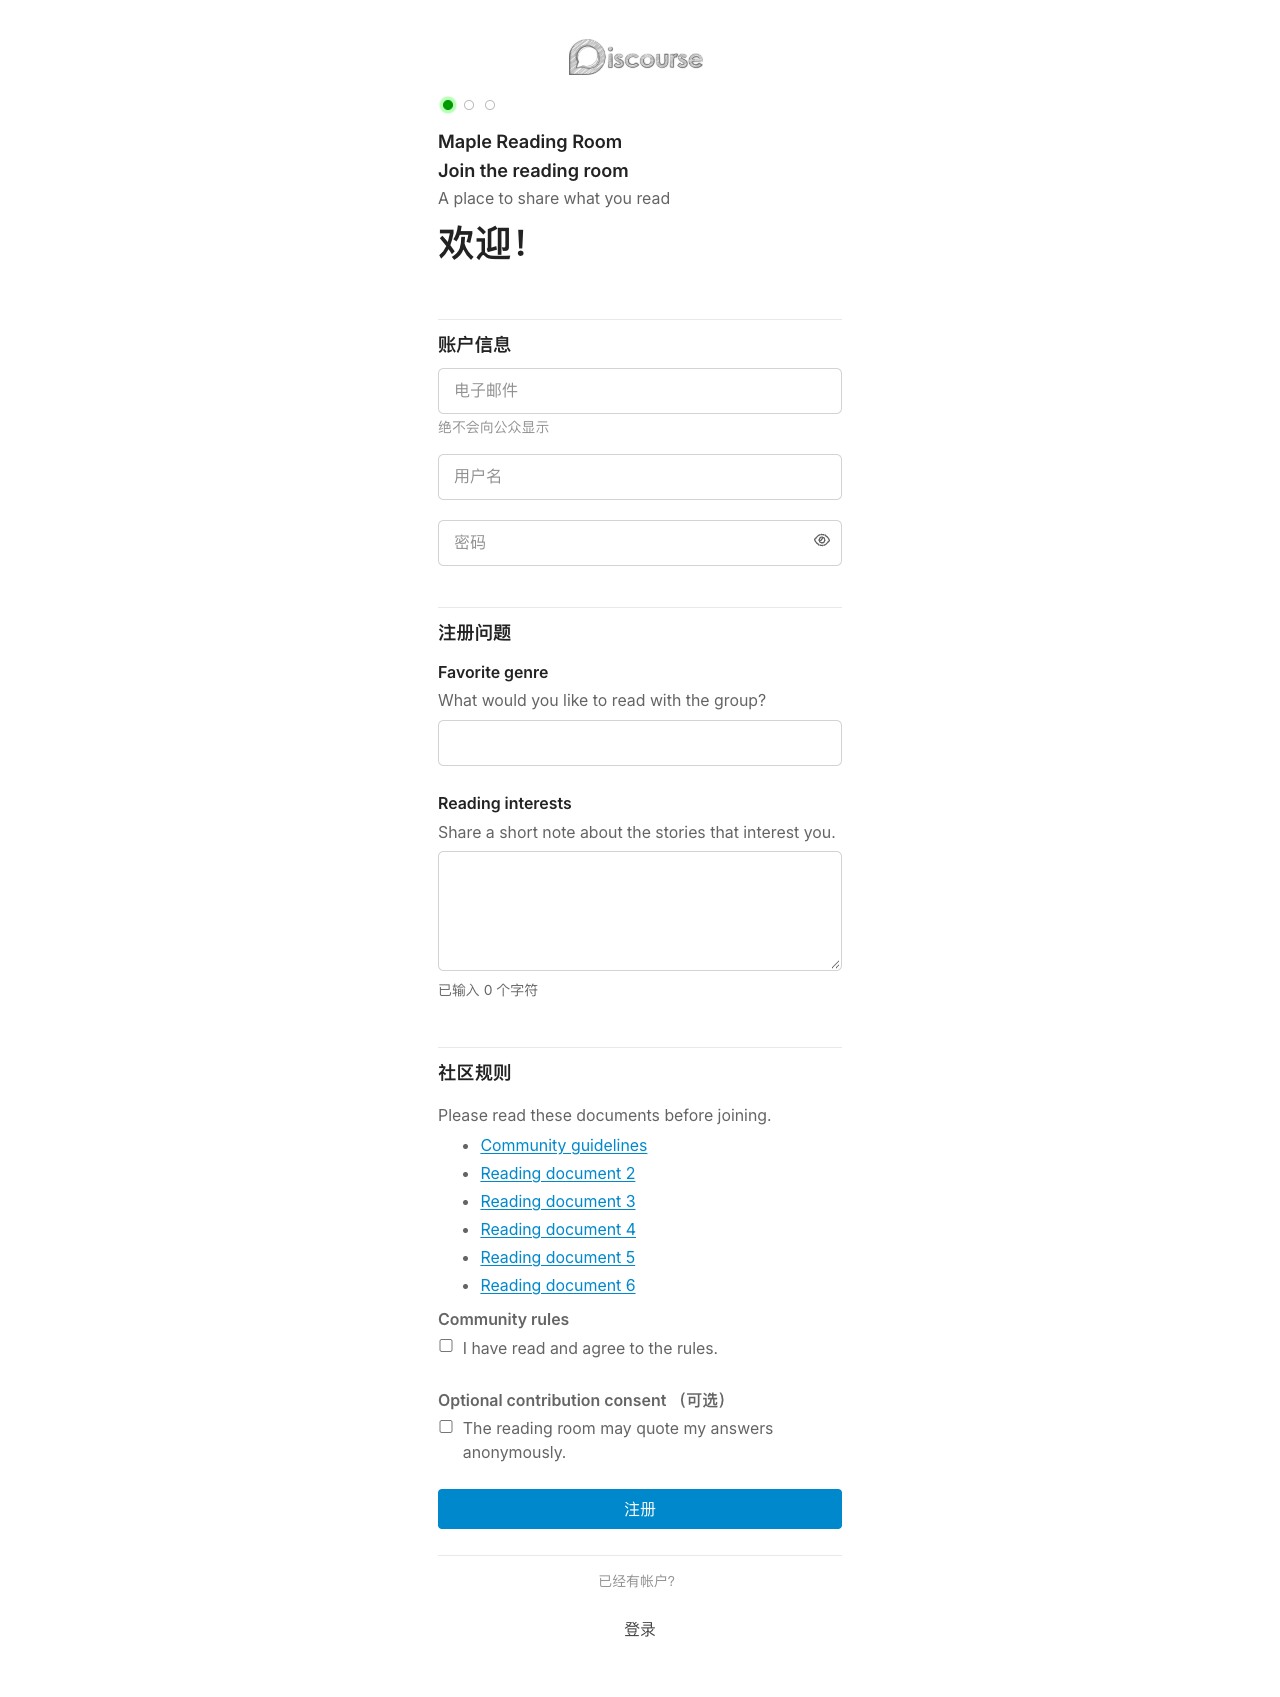 Discourse
Maple Reading Room
Join the reading room
A place to share what you read
欢迎！
账户信息
电子邮件
绝不会向公众显示
用户名
密码
注册问题
Favorite genre
What would you like to read with the group?
Reading interests
Share a short note about the stories that interest you.
已输入 0 个字符
社区规则
Please read these documents before joining.
Community guidelines
Reading document 2
Reading document 3
Reading document 4
Reading document 5
Reading document 6
Community rules
I have read and agree to the rules.
Optional contribution consent （可选）
The reading room may quote my answers
anonymously.
注册
已经有帐户?
登录